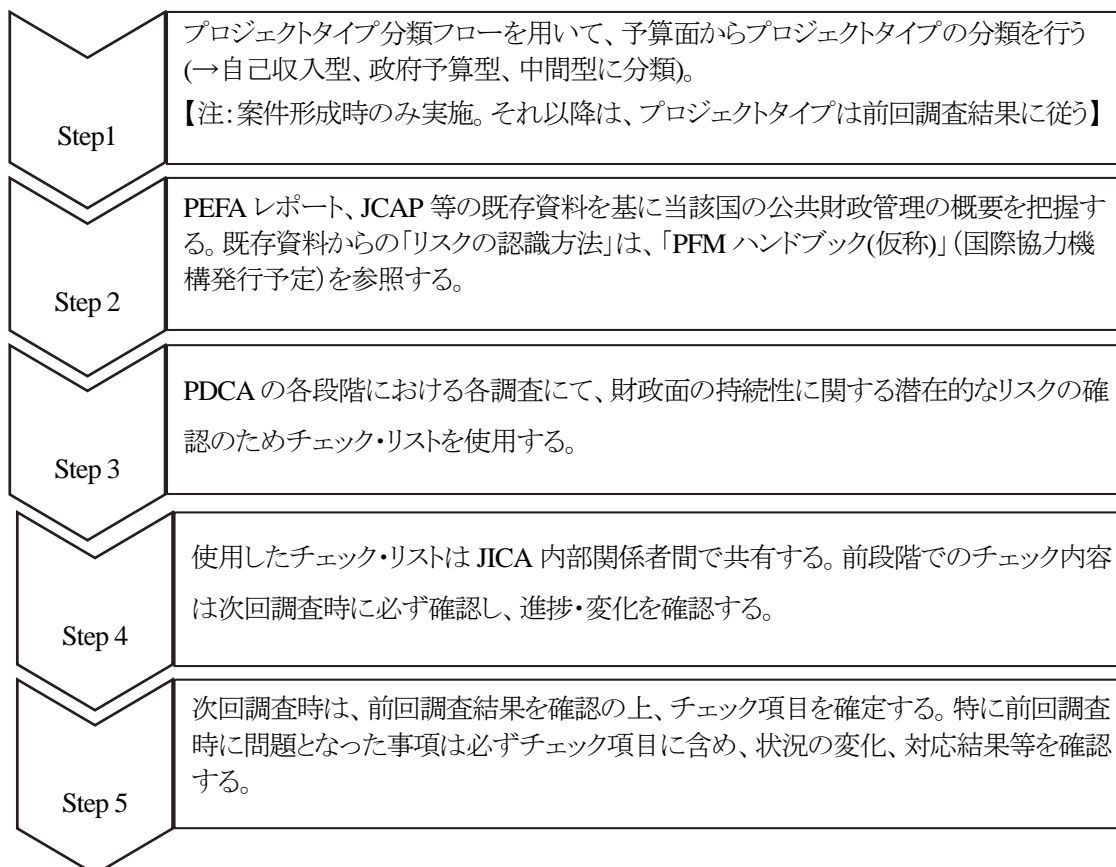 プロジェクトタイプ分類フローを用いて、予算面からプロジェクトタイプの分類を行う
(→自己収入型、政府予算型、中間型に分類)。
【注:案件形成時のみ実施。それ以降は、プロジェクトタイプは前回調査結果に従う】
Step1
PEFA レポート、JCAP 等の既存資料を基に当該国の公共財政管理の概要を把握す
る。既存資料からの「リスクの認識方法」は、「PFM ハンドブック(仮称)」(国際協力機
構発行予定)を参照する。
Step 2
PDCA の各段階における各調査にて、財政面の持続性に関する潜在的なリスクの確
認のためチェック・リストを使用する。
Step 3
使用したチェック・リストは JICA 内部関係者間で共有する。前段階でのチェック内容
は次回調査時に必ず確認し、進捗・変化を確認する。
Step 4
次回調査時は、前回調査結果を確認の上、チェック項目を確定する。特に前回調査
時に問題となった事項は必ずチェック項目に含め、状況の変化、対応結果等を確認
する。
Step 5